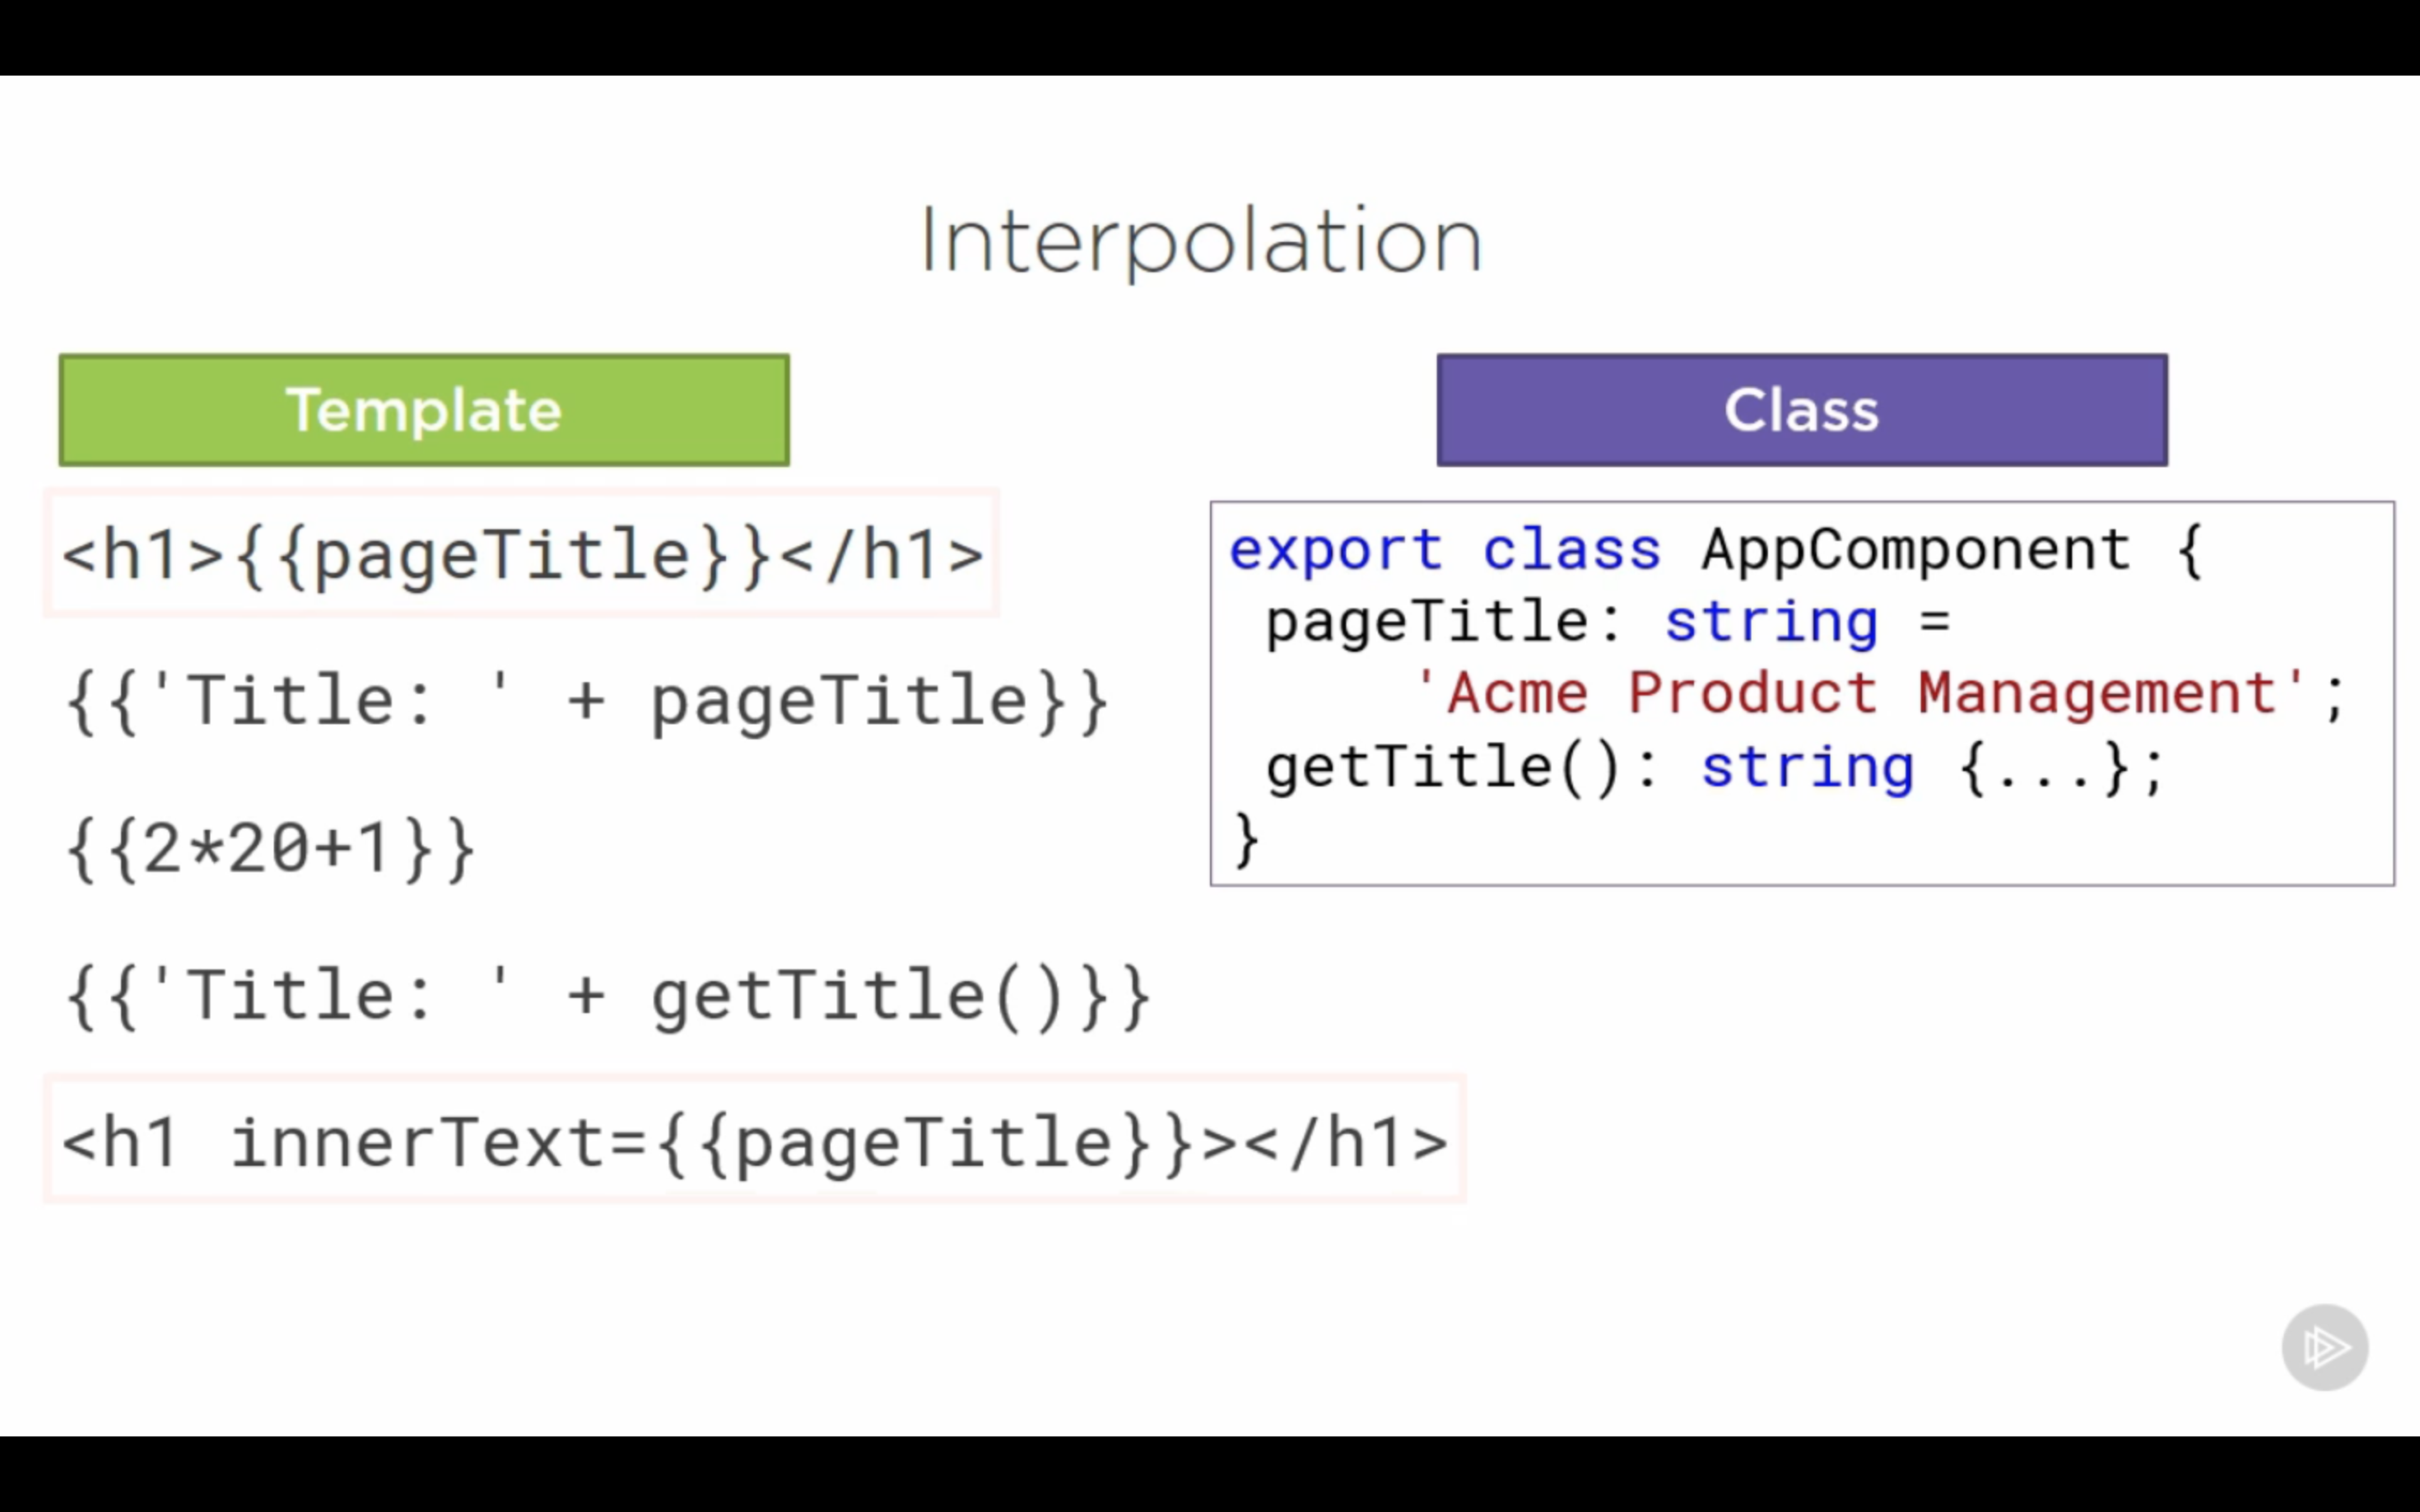 Interpolation
Template
<h1>{{pageTitle}}</h1>
{{'Title: ' + pageTitle}}
{{2*20+1}}
{{'Title: ' + getTitle()}}
<h1 innerText={{pageTitle}}></h1>
Class
export class AppComponent {
 pageTitle: string =
     'Acme Product Management';
 getTitle(): string {...};
}